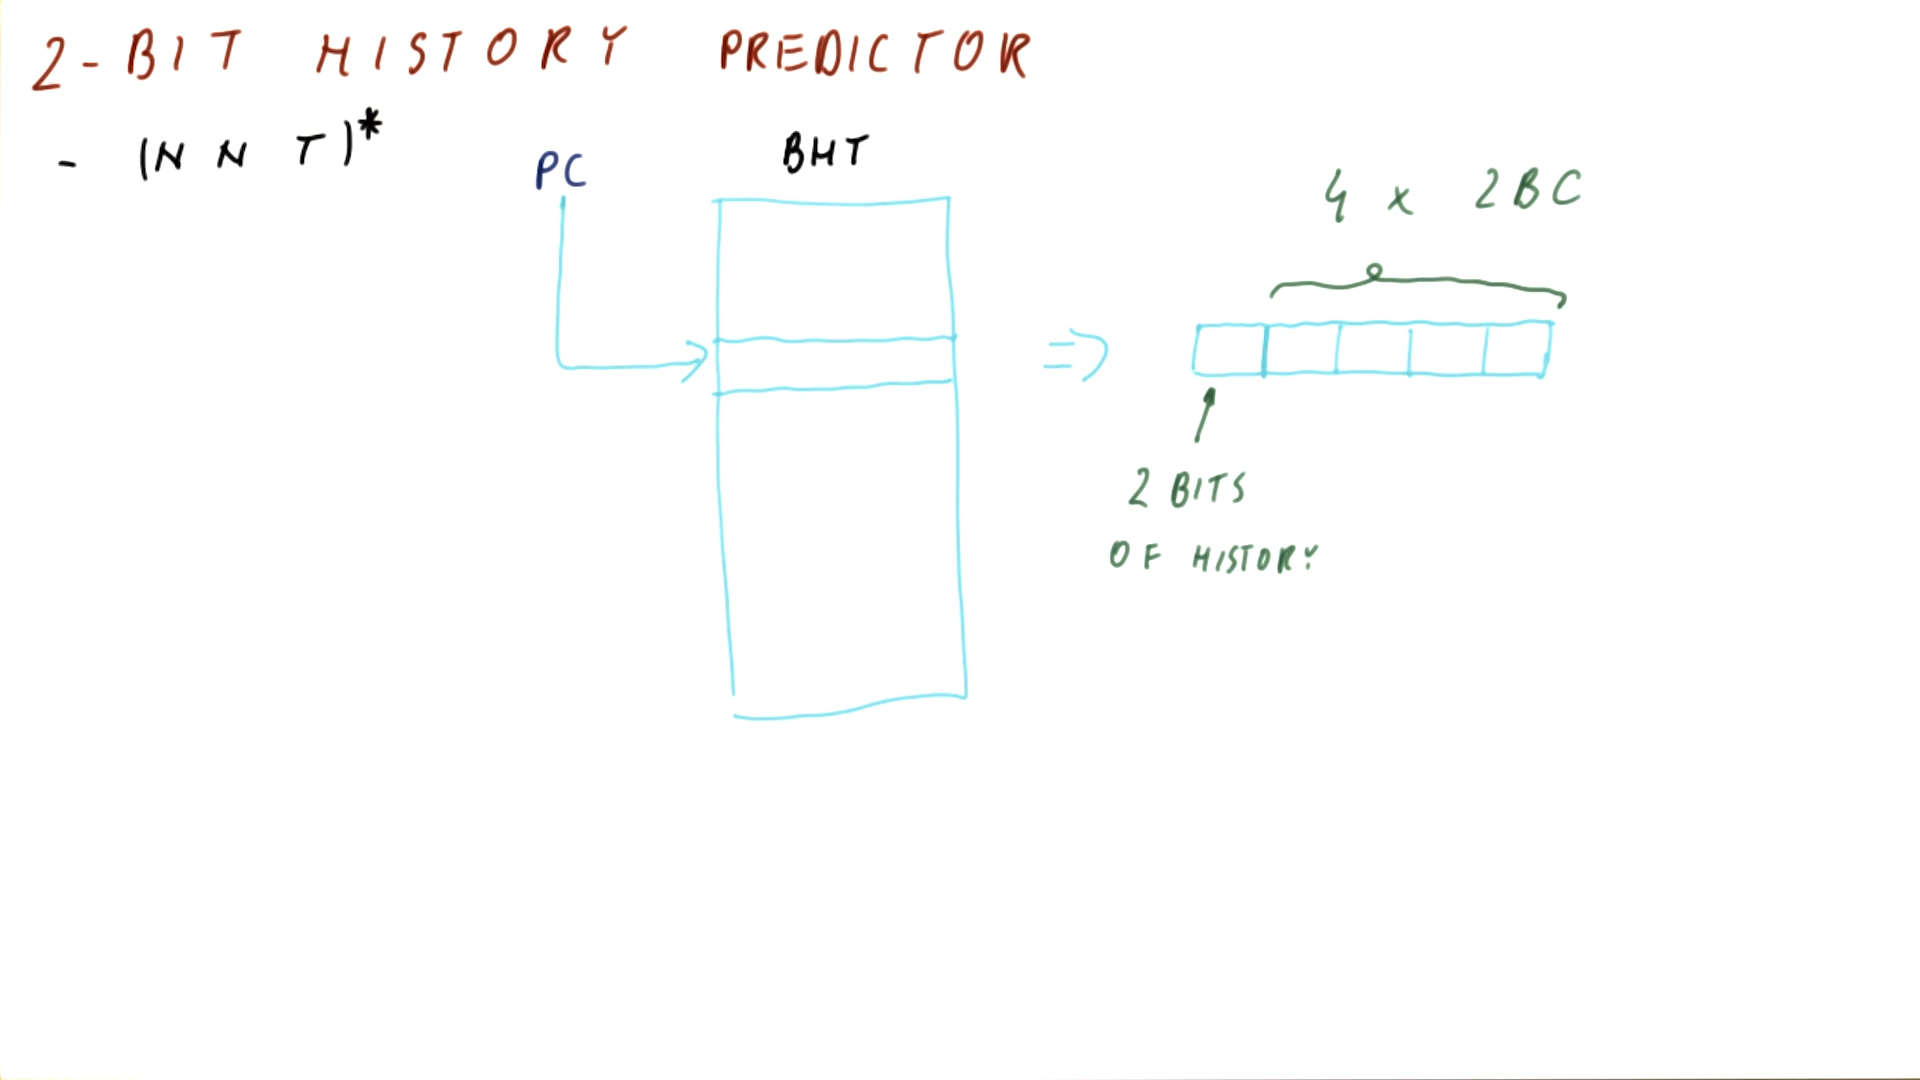 2-BIT HISTORY PREDICTOR
- (N N T)*
PC
BHT
4 x 2BC
2 BITS
OF HISTORY